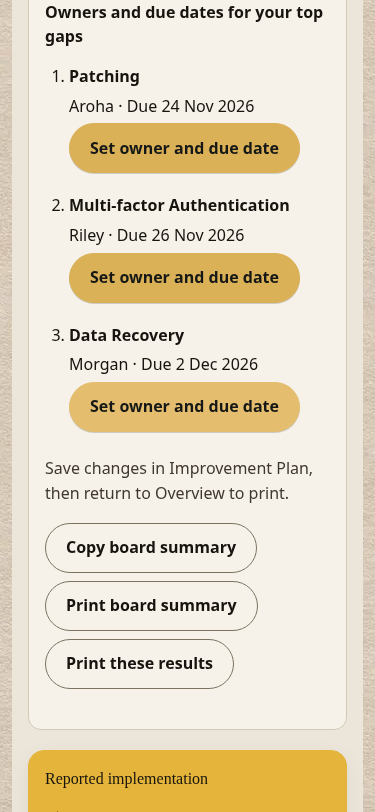 Owners and due dates for your top
gaps
1. Patching
Aroha · Due 24 Nov 2026
Set owner and due date
2. Multi-factor Authentication
Riley · Due 26 Nov 2026
Set owner and due date
3. Data Recovery
Morgan · Due 2 Dec 2026
Set owner and due date
Save changes in Improvement Plan,
then return to Overview to print.
Copy board summary
Print board summary
Print these results
Reported implementation